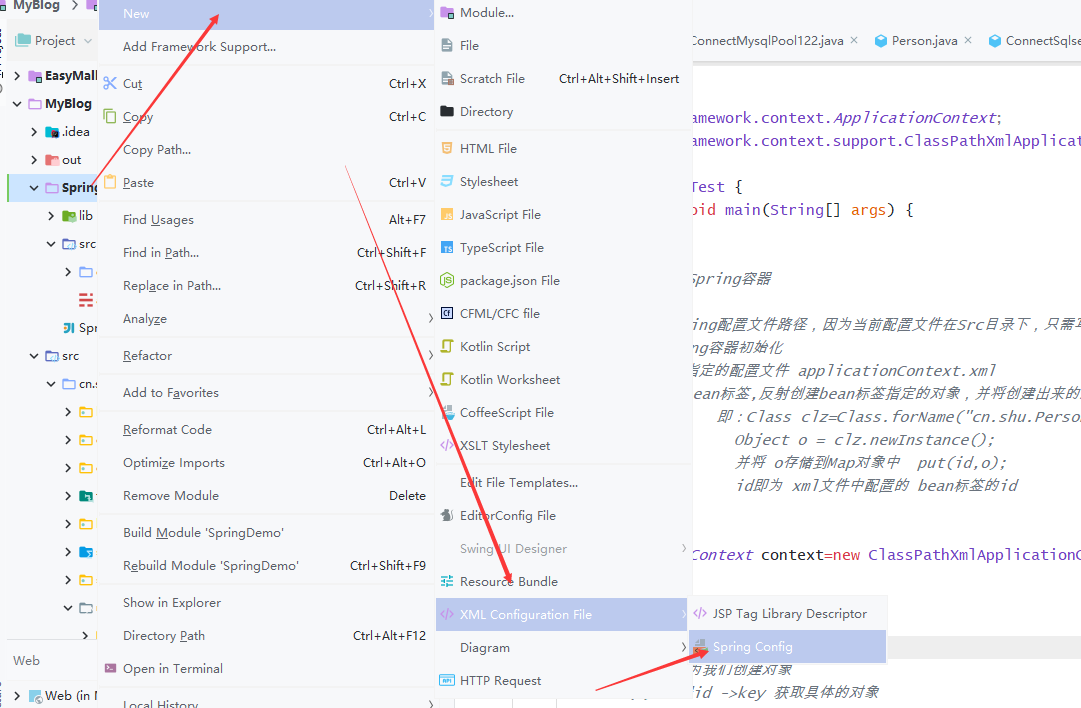 MyBlog
Project
EasyMall
MyBlog
.idea
out
Spring
lib
src
Spr
src
cn.s
Web
Web (in M
New
Add Framework Support...
Cut Ctrl+X
Copy Ctrl+C
Copy Path...
Paste Ctrl+V
Find Usages Alt+F7
Find in Path... Ctrl+Shift+F
Replace in Path... Ctrl+Shift+R
Analyze
Refactor
Add to Favorites
Reformat Code Ctrl+Alt+L
Optimize Imports Ctrl+Alt+O
Remove Module Delete
Build Module 'SpringDemo'
Rebuild Module 'SpringDemo' Ctrl+Shift+F9
Show in Explorer
Directory Path Ctrl+Alt+F12
Open in Terminal
Local History
Module...
File
Scratch File Ctrl+Alt+Shift+Insert
Directory
HTML File
Stylesheet
JavaScript File
TypeScript File
package.json File
CFML/CFC file
Kotlin Script
Kotlin Worksheet
CoffeeScript File
XSLT Stylesheet
Edit File Templates...
EditorConfig File
Swing UI Designer
Resource Bundle
XML Configuration File
Diagram
HTTP Request
JSP Tag Library Descriptor
Spring Config
ConnectMysqlPool122.java
Person.java
ConnectSqlse
amework.context.ApplicationContext;
amework.context.support.ClassPathXmlApplicat
Test {
oid main(String[] args) {
Spring容器
ing配置文件路径，因为当前配置文件在Src目录下，只需写
ng容器初始化
指定的配置文件 applicationContext.xml
ean标签,反射创建bean标签指定的对象，并将创建出来的
即：Class clz=Class.forName("cn.shu.Perso
Object o = clz.newInstance();
并将 o存储到Map对象中 put(id,o);
id即为 xml文件中配置的 bean标签的id
Context context=new ClassPathXmlApplicationC
为我们创建对象
id ->key 获取具体的对象